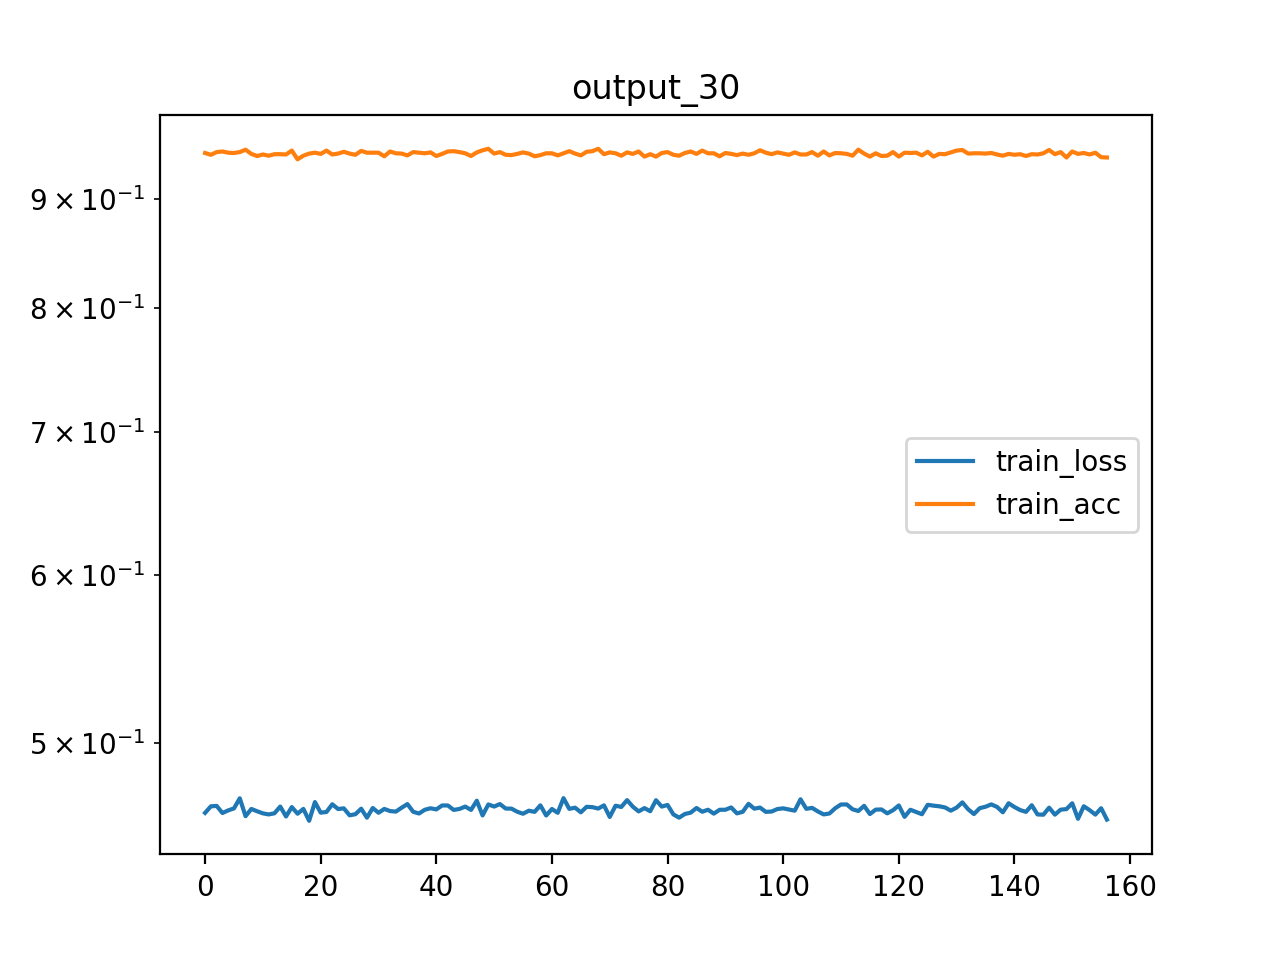 output_30
9 × 10⁻¹
8 × 10⁻¹
7 × 10⁻¹
6 × 10⁻¹
5 × 10⁻¹
train_loss
train_acc
0 20 40 60 80 100 120 140 160